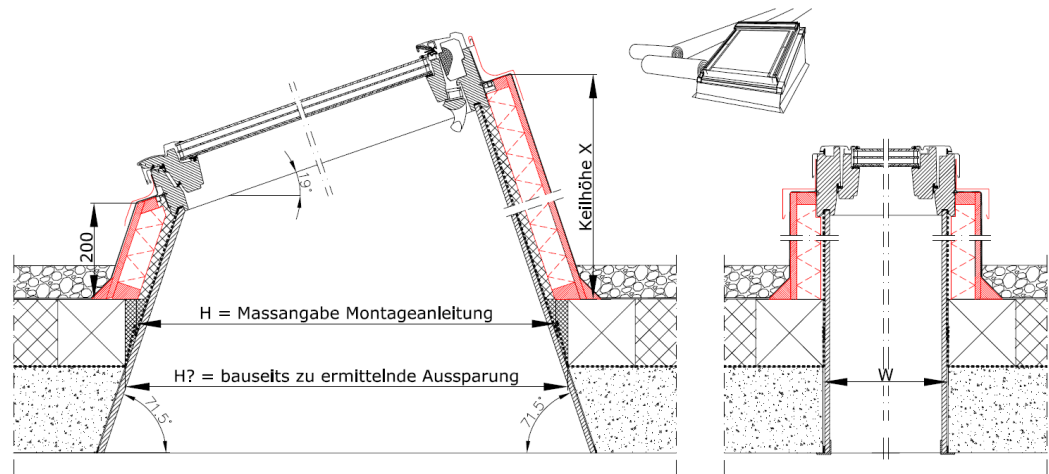 19°
200
Keilhöhe X
H = Massangabe Montageanleitung
H? = bauseits zu ermittelnde Aussparung
71.5°
71.5°
W